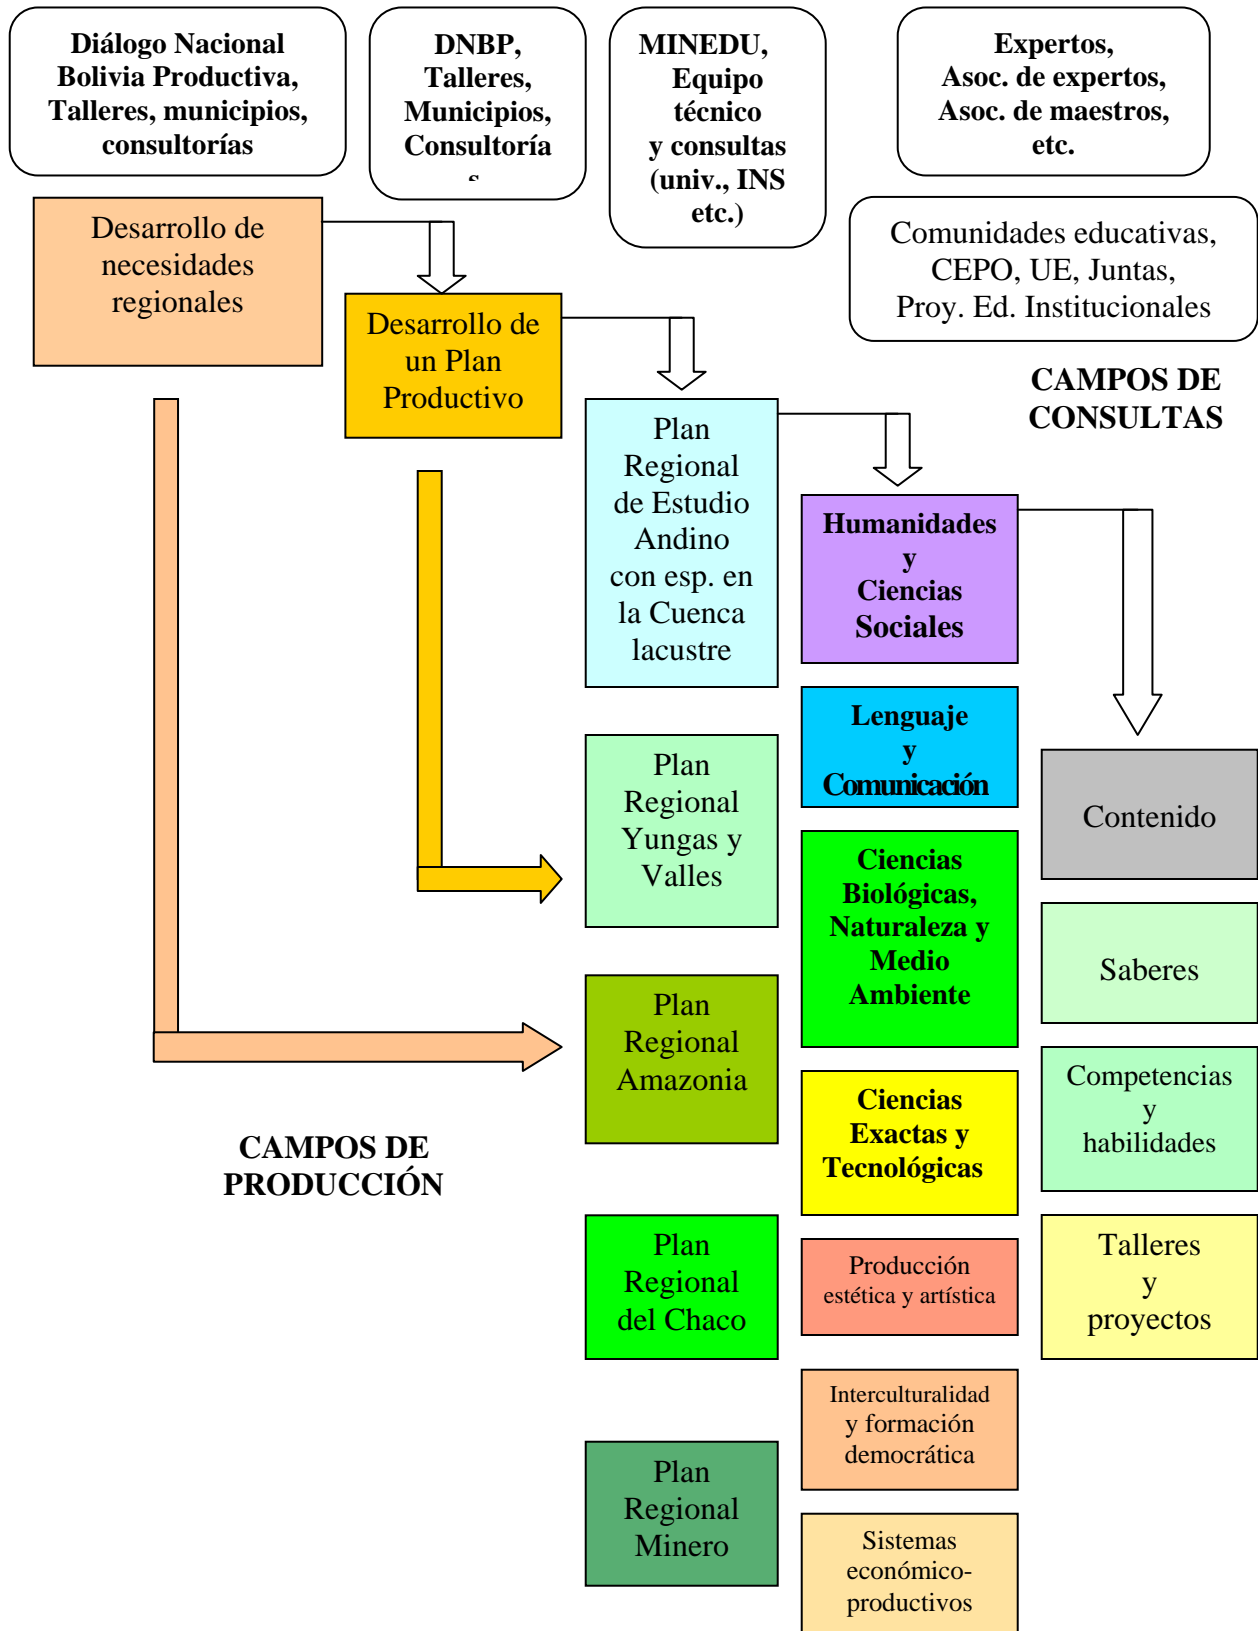 Diálogo Nacional
Bolivia Productiva,
Talleres, municipios,
consultorías
DNBP,
Talleres,
Municipios,
Consultoría
s
MINEDU,
Equipo
técnico
y consultas
(univ., INS
etc.)
Expertos,
Asoc. de expertos,
Asoc. de maestros,
etc.
Comunidades educativas,
CEPO, UE, Juntas,
Proy. Ed. Institucionales
CAMPOS DE
CONSULTAS
Desarrollo de
necesidades
regionales
Desarrollo de
un Plan
Productivo
Plan
Regional
de Estudio
Andino
con esp. en
la Cuenca
lacustre
Plan
Regional
Yungas y
Valles
Plan
Regional
Amazonia
Plan
Regional
del Chaco
Plan
Regional
Minero
Humanidades
y
Ciencias
Sociales
Lenguaje
y
Comunicación
Ciencias
Biológicas,
Naturaleza y
Medio
Ambiente
Ciencias
Exactas y
Tecnológicas
Producción
estética y artística
Interculturalidad
y formación
democrática
Sistemas
económico-
productivos
Contenido
Saberes
Competencias
y
habilidades
Talleres
y
proyectos
CAMPOS DE
PRODUCCIÓN